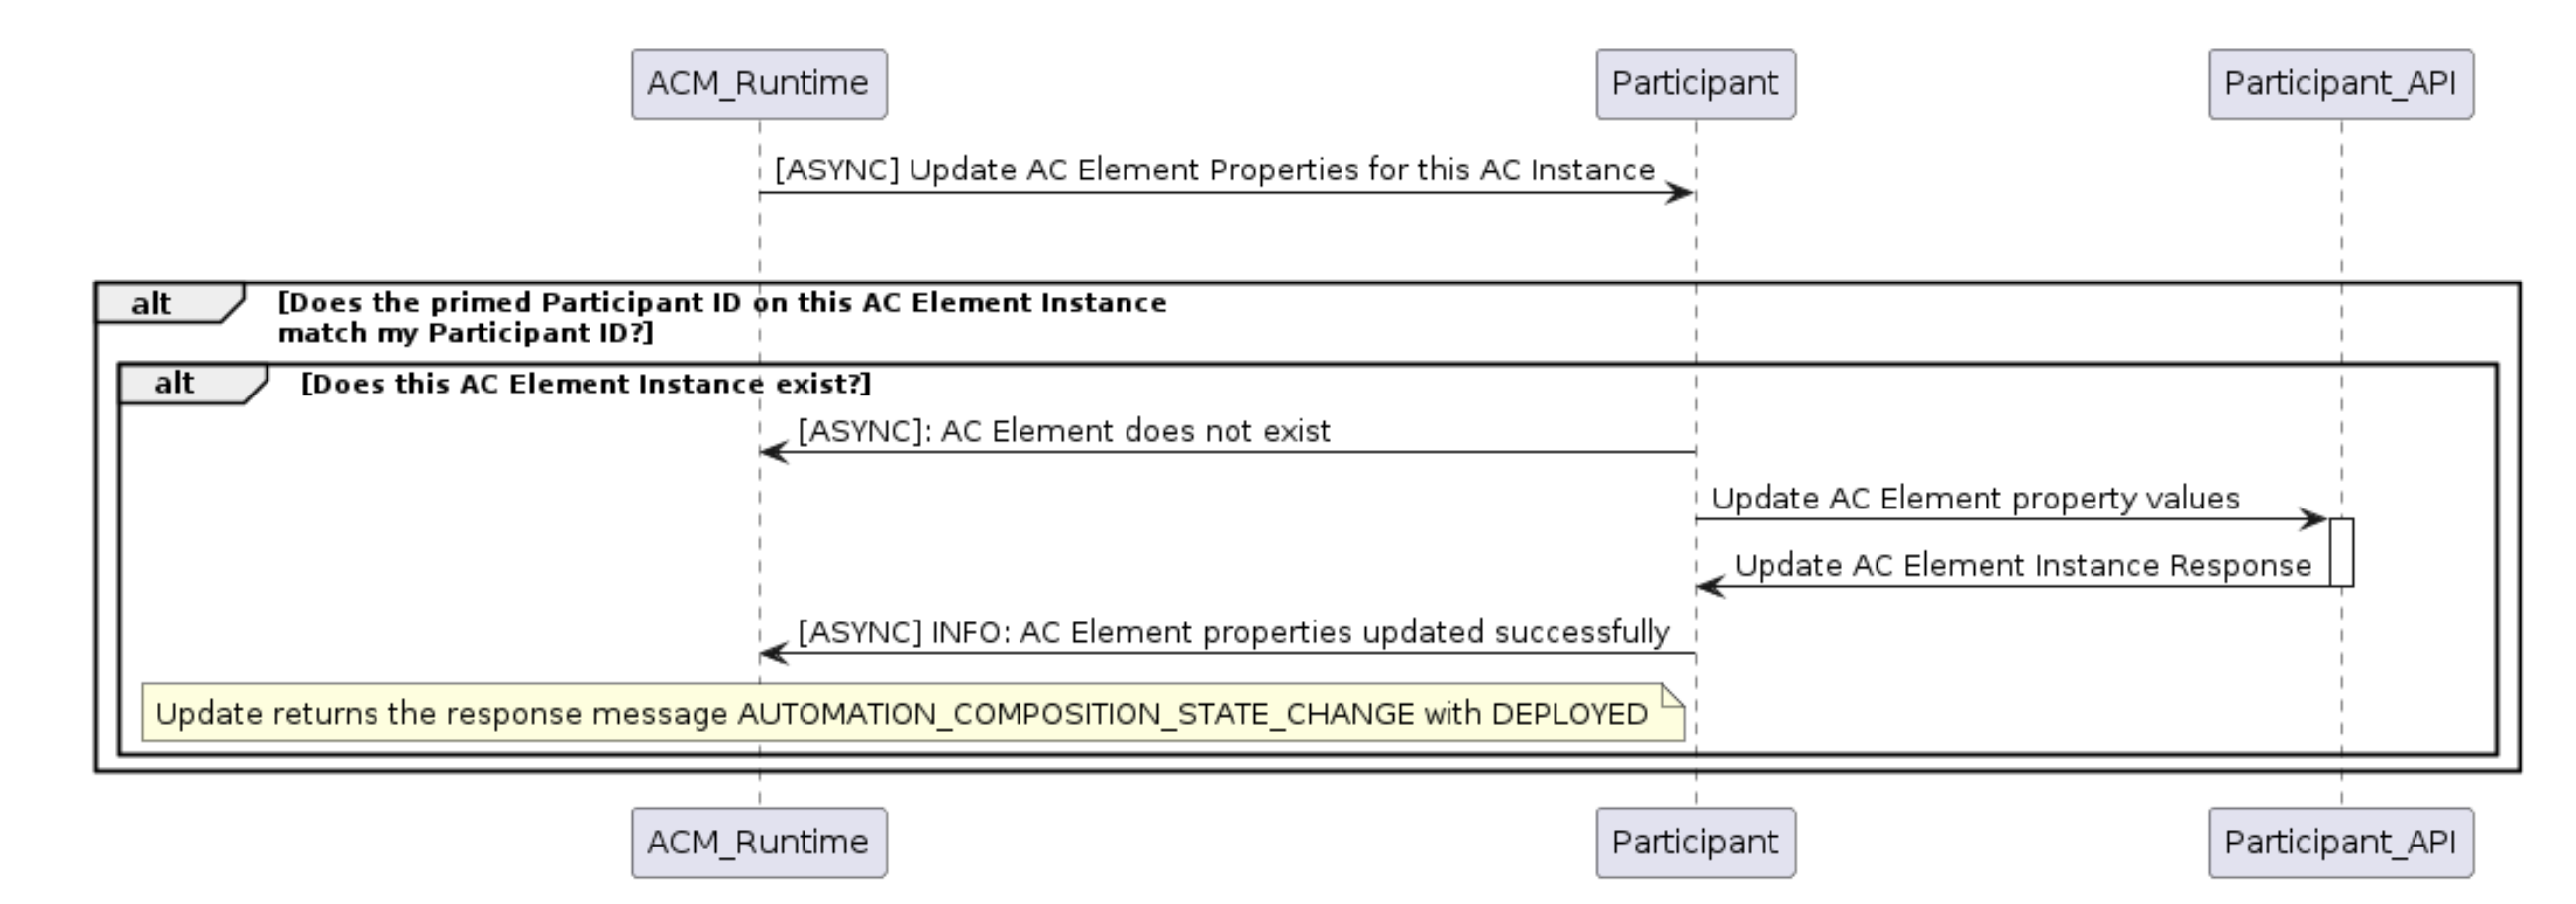 ACM_Runtime
Participant
Participant_API
[ASYNC] Update AC Element Properties for this AC Instance
alt
[Does the primed Participant ID on this AC Element Instance
match my Participant ID?]
alt
[Does this AC Element Instance exist?]
[ASYNC]: AC Element does not exist
Update AC Element property values
Update AC Element Instance Response
[ASYNC] INFO: AC Element properties updated successfully
Update returns the response message AUTOMATION_COMPOSITION_STATE_CHANGE with DEPLOYED
ACM_Runtime
Participant
Participant_API